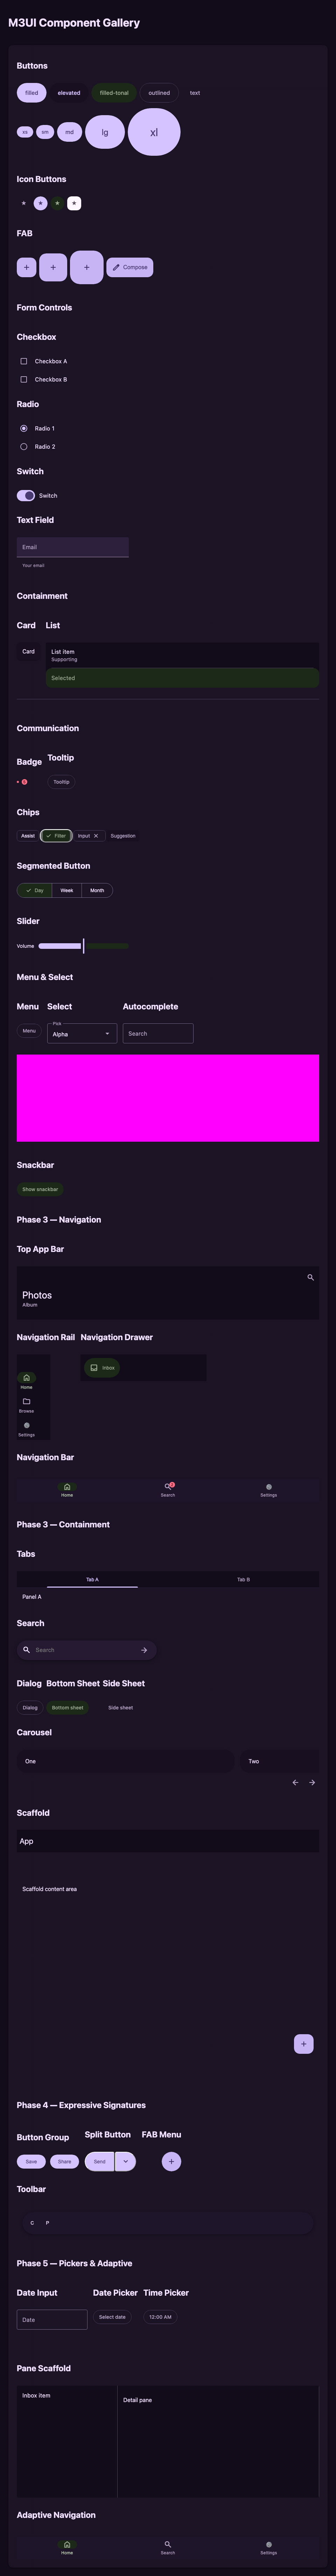 M3UI Component Gallery
Buttons
filled elevated filled-tonal outlined text
xs sm md lg xl
Icon Buttons
FAB
Compose
Form Controls
Checkbox
Checkbox A
Checkbox B
Radio
Radio 1
Radio 2
Switch
Switch
Text Field
Email
Your email
Containment
Card List
Card
List item
Supporting
Selected
Communication
Badge Tooltip
Tooltip
Chips
Assist Filter Input Suggestion
Segmented Button
Day Week Month
Slider
Volume
Menu & Select
Menu Select Autocomplete
Menu
Alpha
Search
Snackbar
Show snackbar
Phase 3 — Navigation
Top App Bar
Photos
Album
Navigation Rail Navigation Drawer
Home
Browse
Settings
Inbox
Navigation Bar
Home Search Settings
Phase 3 — Containment
Tabs
Tab A Tab B
Panel A
Search
Search
Dialog Bottom Sheet Side Sheet
Dialog Bottom sheet Side sheet
Carousel
One Two
Scaffold
App
Scaffold content area
Phase 4 — Expressive Signatures
Button Group Split Button FAB Menu
Save Share Send
Toolbar
C P
Phase 5 — Pickers & Adaptive
Date Input Date Picker Time Picker
Date Select date 12:00 AM
Pane Scaffold
Inbox item
Detail pane
Adaptive Navigation
Home Search Settings